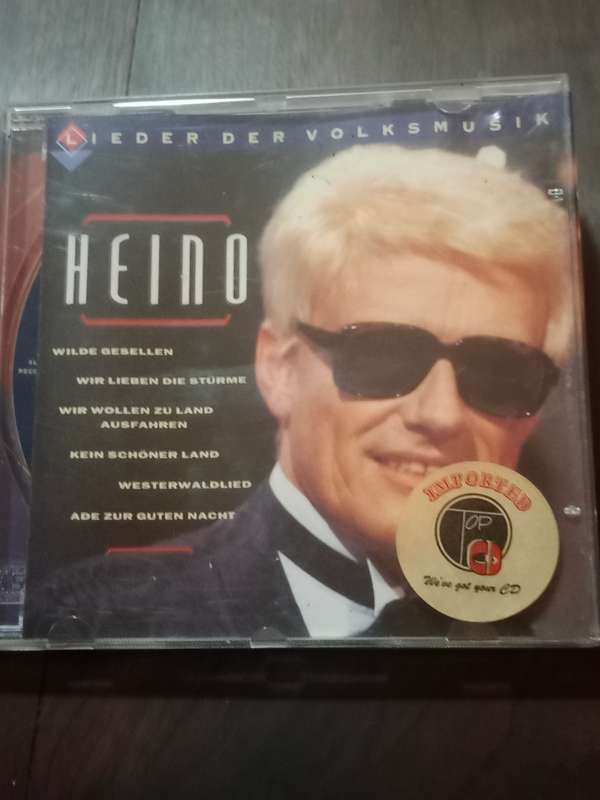 LIEDER DER VOLKSMUSIK
HEINO
WILDE GESELLEN
WIR LIEBEN DIE STÜRME
WIR WOLLEN ZU LAND
AUSFAHREN
KEIN SCHÖNER LAND
WESTERWALDLIED
ADE ZUR GUTEN NACHT
IMPORTED
TOP
CD
We've got your CD